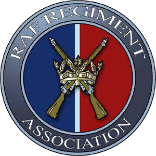 RAF REGIMENT
ASSOCIATION